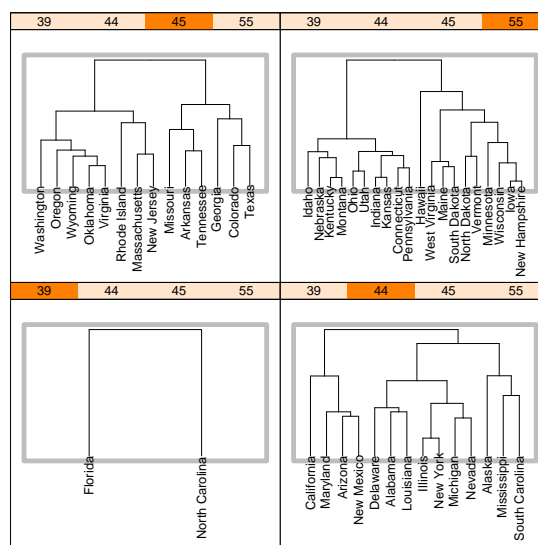 39 44 45 55
39 44 45 55
Washington
Oregon
Wyoming
Oklahoma
Virginia
Rhode Island
Massachusetts
New Jersey
Missouri
Arkansas
Tennessee
Georgia
Colorado
Texas
Idaho
Nebraska
Kentucky
Montana
Ohio
Utah
Indiana
Kansas
Connecticut
Pennsylvania
Hawaii
West Virginia
Maine
South Dakota
North Dakota
Vermont
Minnesota
Wisconsin
Iowa
New Hampshire
39 44 45 55
39 44 45 55
Florida
North Carolina
California
Maryland
Arizona
New Mexico
Delaware
Alabama
Louisiana
Illinois
New York
Michigan
Nevada
Alaska
Mississippi
South Carolina